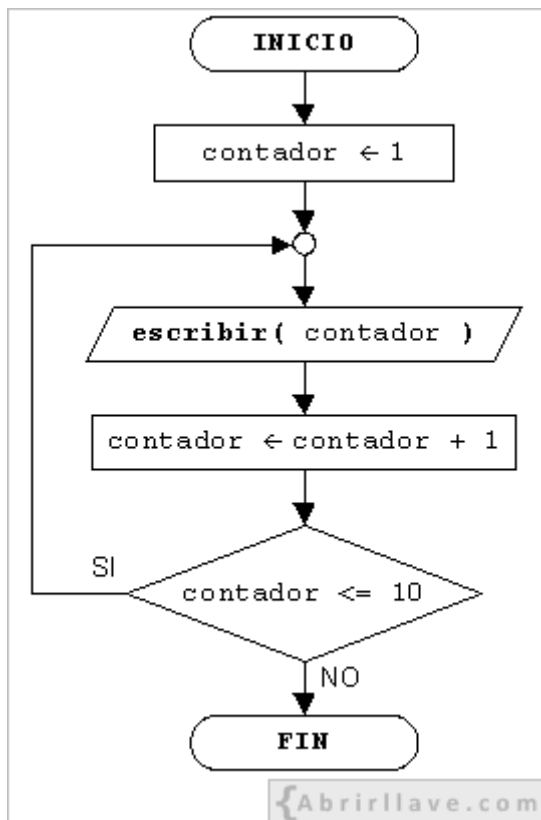 INICIO
contador ← 1
escribir( contador )
contador ← contador + 1
SI
contador <= 10
NO
FIN
{Abrirllave.com